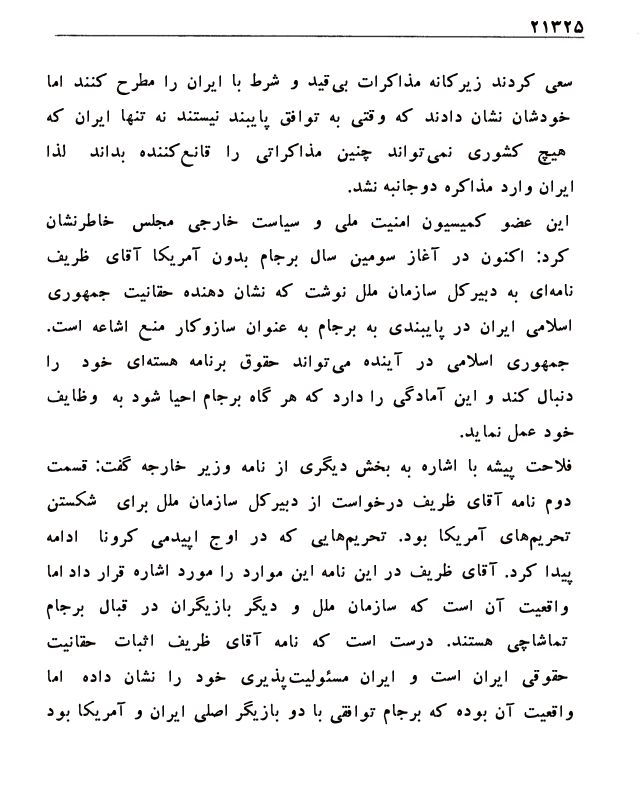 ۲۱۳۲۵
سعی کردند زیرکانه مذاکرات بی‌قید و شرط با ایران را مطرح کنند اما
خودشان نشان دادند که وقتی به توافق پایبند نیستند نه تنها ایران که
هیچ کشوری نمی‌تواند چنین مذاکراتی را قانع‌کننده بداند لذا
ایران وارد مذاکره دوجانبه نشد.
این عضو کمیسیون امنیت ملی و سیاست خارجی مجلس خاطرنشان
کرد: اکنون در آغاز سومین سال برجام بدون آمریکا آقای ظریف
نامه‌ای به دبیرکل سازمان ملل نوشت که نشان دهنده حقانیت جمهوری
اسلامی ایران در پایبندی به برجام به عنوان سازوکار منع اشاعه است.
جمهوری اسلامی در آینده می‌تواند حقوق برنامه هسته‌ای خود را
دنبال کند و این آمادگی را دارد که هر گاه برجام احیا شود به وظایف
خود عمل نماید.
فلاحت پیشه با اشاره به بخش دیگری از نامه وزیر خارجه گفت: قسمت
دوم نامه آقای ظریف درخواست از دبیرکل سازمان ملل برای شکستن
تحریم‌های آمریکا بود. تحریم‌هایی که در اوج اپیدمی کرونا ادامه
پیدا کرد. آقای ظریف در این نامه این موارد را مورد اشاره قرار داد اما
واقعیت آن است که سازمان ملل و دیگر بازیگران در قبال برجام
تماشاچی هستند. درست است که نامه آقای ظریف اثبات حقانیت
حقوقی ایران است و ایران مسئولیت‌پذیری خود را نشان داده اما
واقعیت آن بوده که برجام توافقی با دو بازیگر اصلی ایران و آمریکا بود